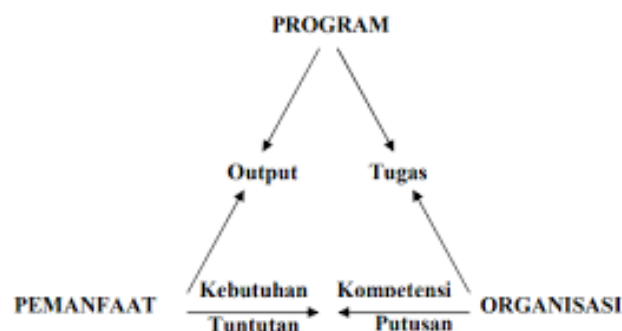 PROGRAM
Output Tugas
Kebutuhan Kompetensi
PEMANFAAT ORGANISASI
Tuntutan Putusan